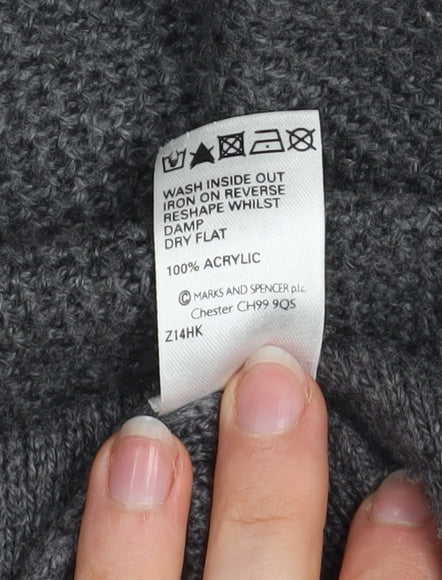 WASH INSIDE OUT
IRON ON REVERSE
RESHAPE WHILST
DAMP
DRY FLAT
100% ACRYLIC
© MARKS AND SPENCER p.l.c.
Chester CH99 9QS
Z14HK